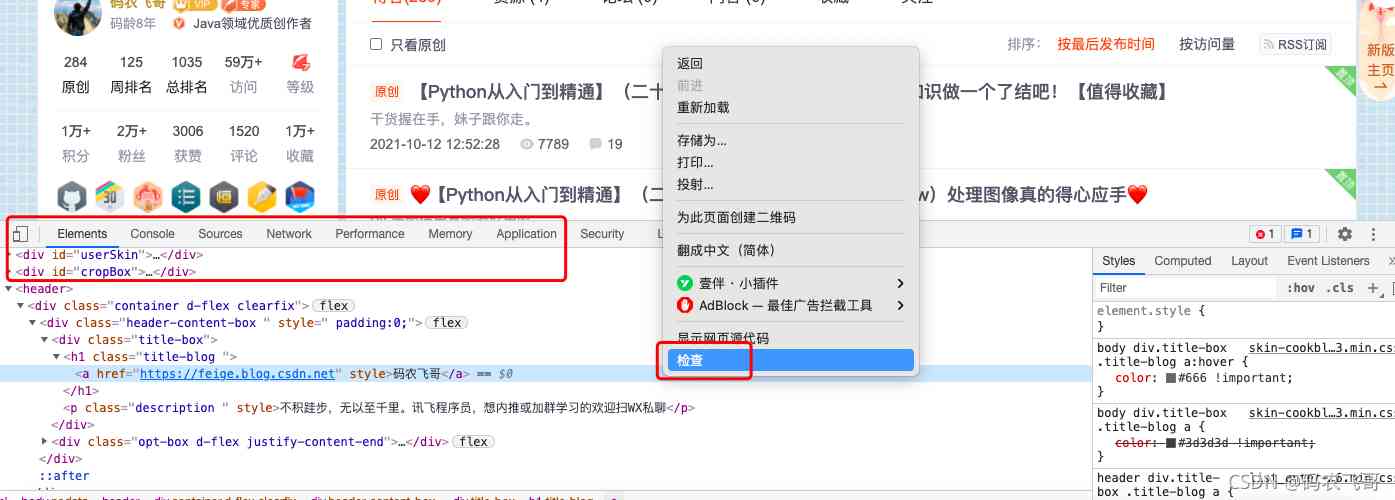 码农飞哥 VIP 专家
码龄8年 Java领域优质创作者
284 125 1035 59万+
原创 周排名 总排名 访问 等级
1万+ 2万+ 3006 1520 1万+
积分 粉丝 获赞 评论 收藏
只看原创
排序： 按最后发布时间 按访问量 RSS订阅
新版
主页
原创 【Python从入门到精通】（二十 识做一个了结吧！【值得收藏】
置顶
干货握在手，妹子跟你走。
2021-10-12 12:52:28 7789 19
原创 ❤️【Python从入门到精通】（二 w）处理图像真的得心应手❤️
置顶
返回
前进
重新加载
存储为...
打印...
投射...
为此页面创建二维码
翻成中文（简体）
壹伴 · 小插件
AdBlock — 最佳广告拦截工具
显示网页源代码
检查
Elements Console Sources Network Performance Memory Application Security L
1 1
<div id="userSkin">…</div>
<div id="cropBox">…</div>
<header>
<div class="container d-flex clearfix"> flex
<div class="header-content-box " style=" padding:0;"> flex
<div class="title-box">
<h1 class="title-blog ">
<a href="https://feige.blog.csdn.net" style>码农飞哥</a> == $0
</h1>
<p class="description " style>不积跬步，无以至千里。讯飞程序员，想内推或加群学习的欢迎扫WX私聊</p>
</div>
<div class="opt-box d-flex justify-content-end">…</div> flex
</div>
::after
Styles Computed Layout Event Listeners
Filter :hov .cls +
element.style {
}
body div.title-box skin-cookbl…3.min.css
.title-blog a:hover {
color: #666 !important;
}
body div.title-box skin-cookbl…3.min.css
.title-blog a {
color: #3d3d3d !important;
}
header div.title-
box .title-blog a {
CSDN @码农飞哥